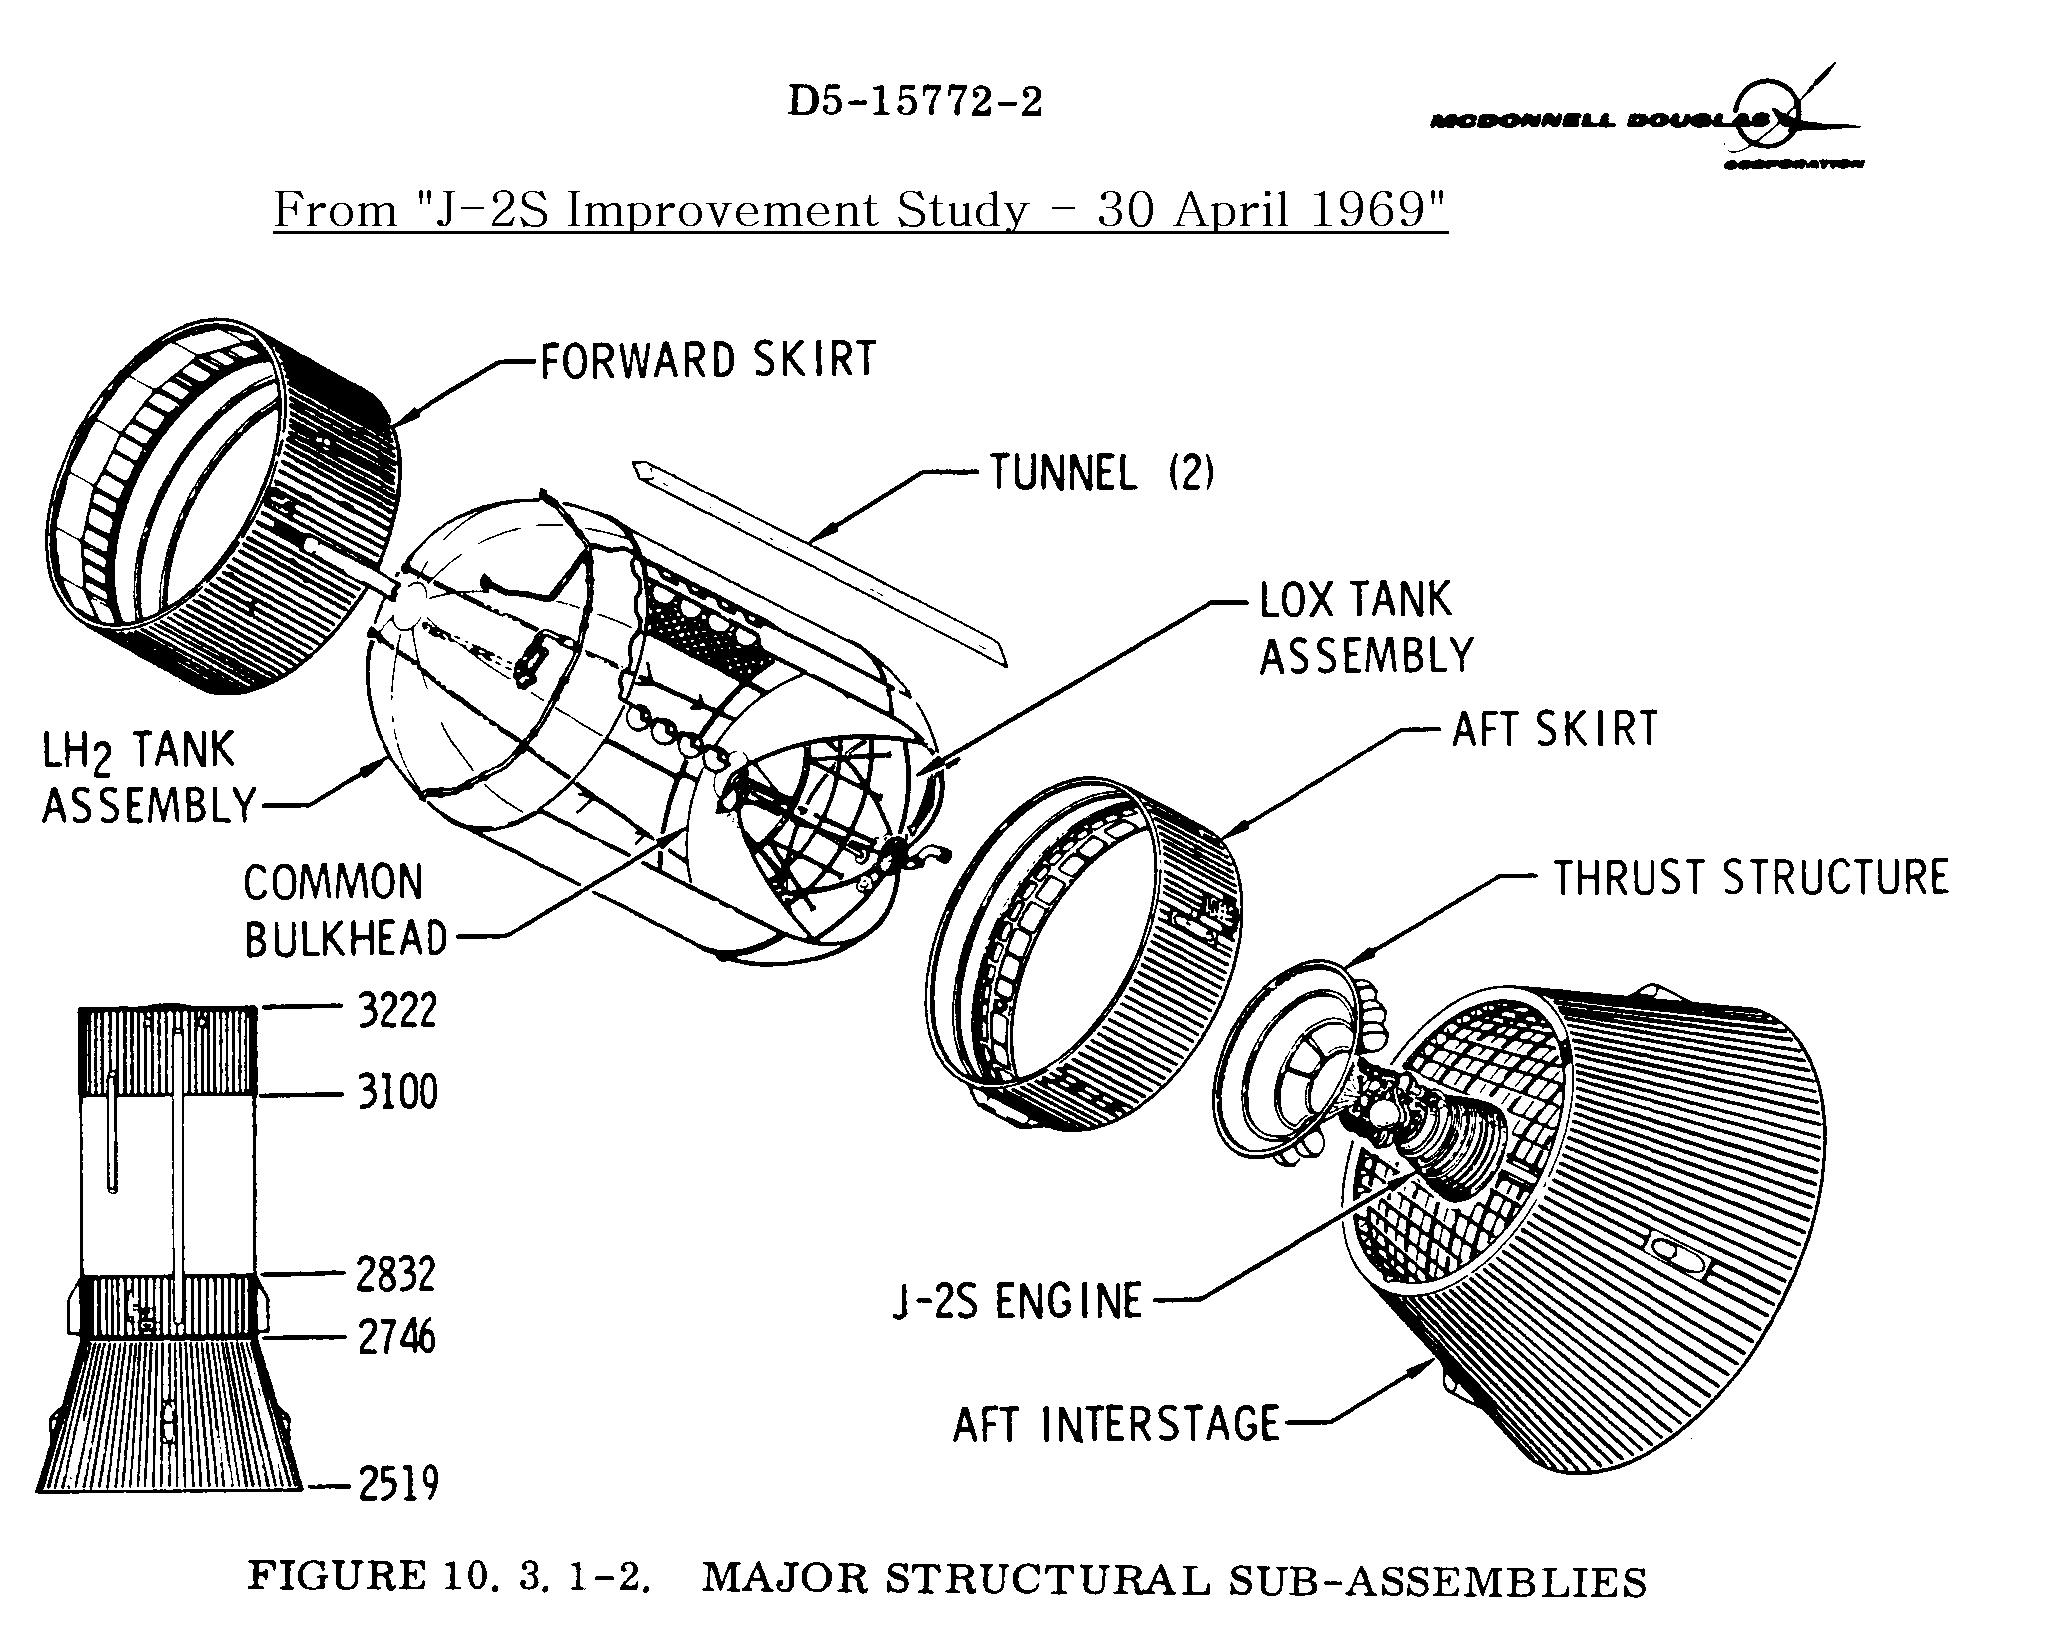 D5-15772-2
MCDONNELL DOUGLAS
CORPORATION
From "J-2S Improvement Study - 30 April 1969"
FORWARD SKIRT
TUNNEL (2)
LOX TANK
ASSEMBLY
AFT SKIRT
LH2 TANK
ASSEMBLY
COMMON
BULKHEAD
THRUST STRUCTURE
3222
3100
2832
2746
2519
J-2S ENGINE
AFT INTERSTAGE
FIGURE 10. 3. 1-2. MAJOR STRUCTURAL SUB-ASSEMBLIES